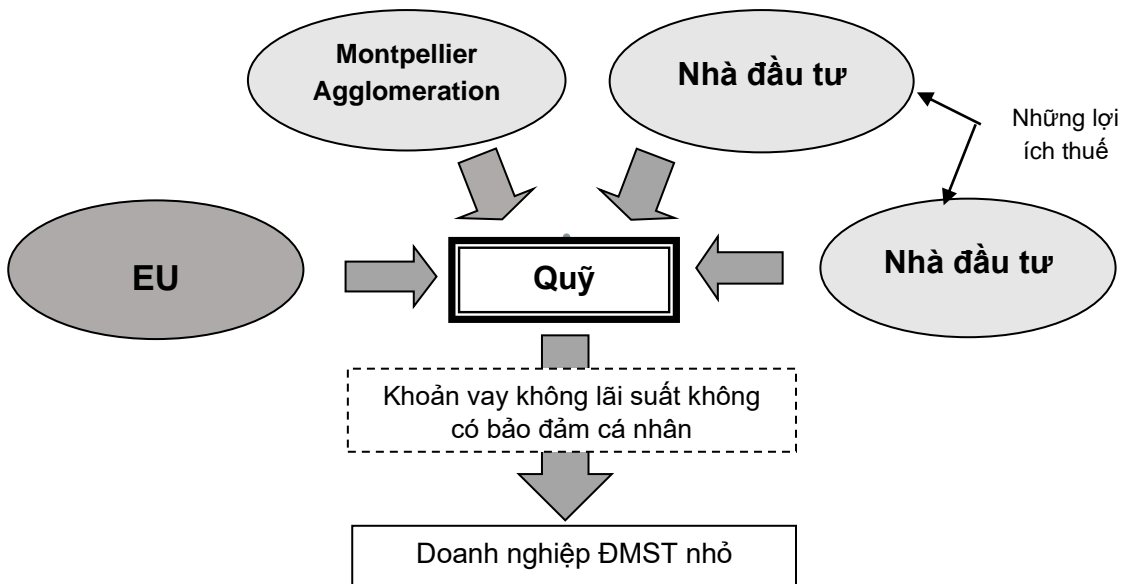 Montpellier
Agglomeration
Nhà đầu tư
Những lợi
ích thuế
EU
Quỹ
Nhà đầu tư
Khoản vay không lãi suất không
có bảo đảm cá nhân
Doanh nghiệp ĐMST nhỏ